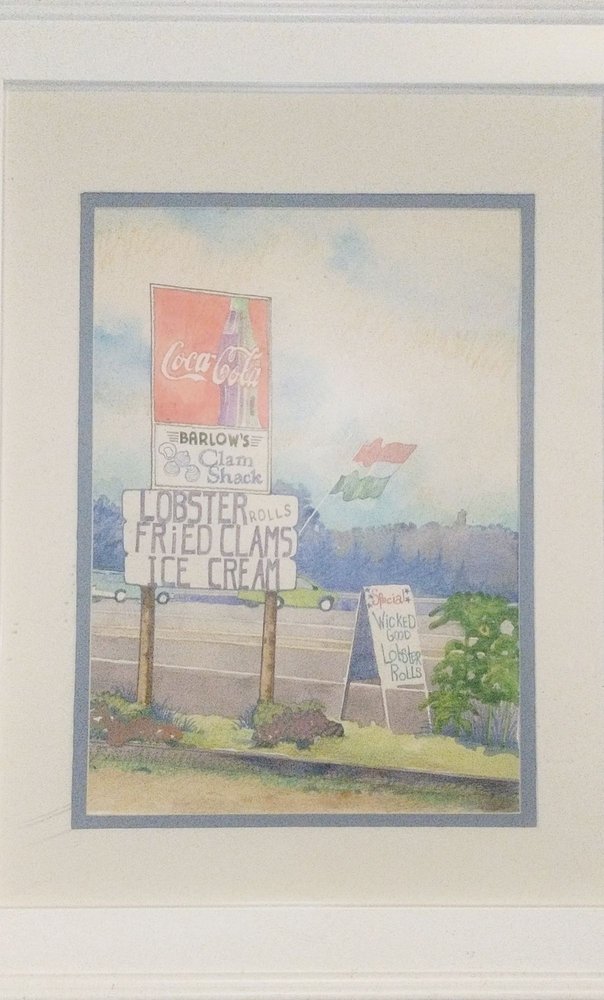 Coca-Cola
BARLOW'S
Clam
Shack
LOBSTER ROLLS
FRiED CLAMS
ICE CREAM
Special
WICKED
GOOD
LOBSTER
ROLLS